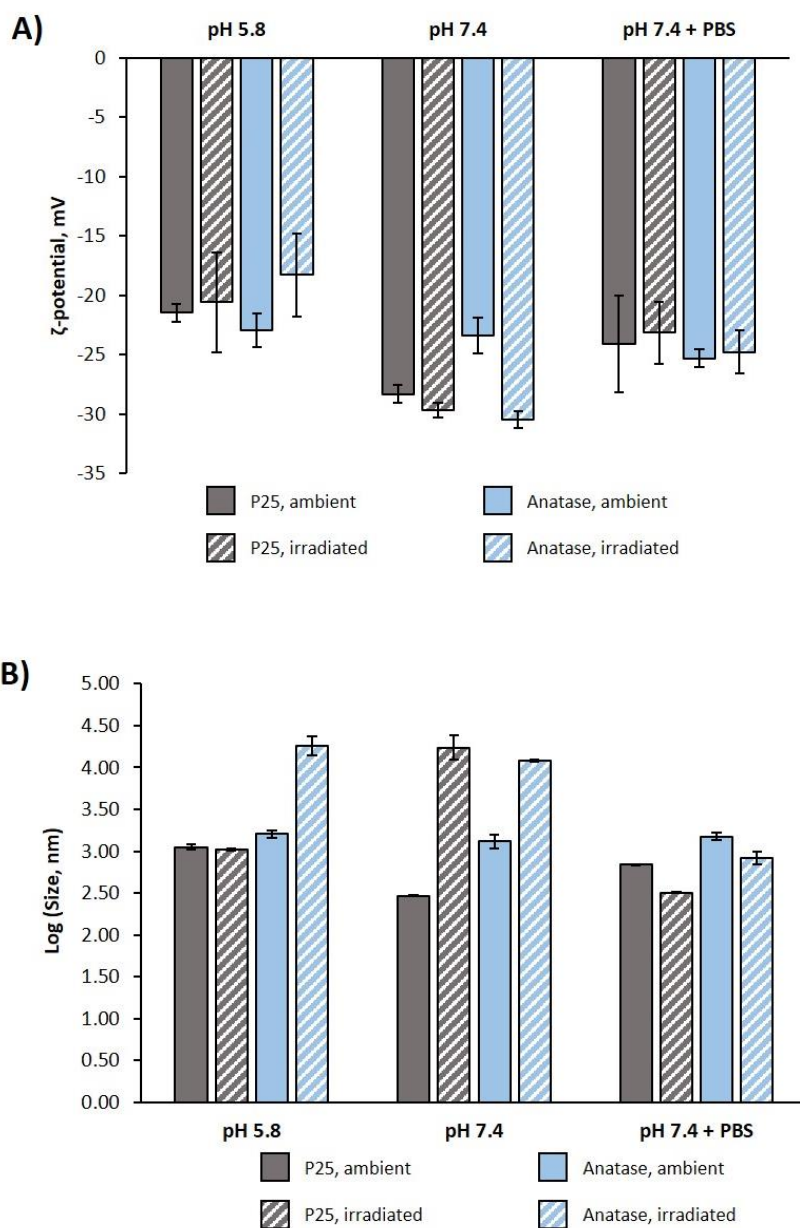 A)
pH 5.8 pH 7.4 pH 7.4 + PBS
0
-5
-10
-15
-20
-25
-30
-35
ζ-potential, mV
P25, ambient Anatase, ambient
P25, irradiated Anatase, irradiated
B)
5.00
4.50
4.00
3.50
3.00
2.50
2.00
1.50
1.00
0.50
0.00
Log (Size, nm)
pH 5.8 pH 7.4 pH 7.4 + PBS
P25, ambient Anatase, ambient
P25, irradiated Anatase, irradiated